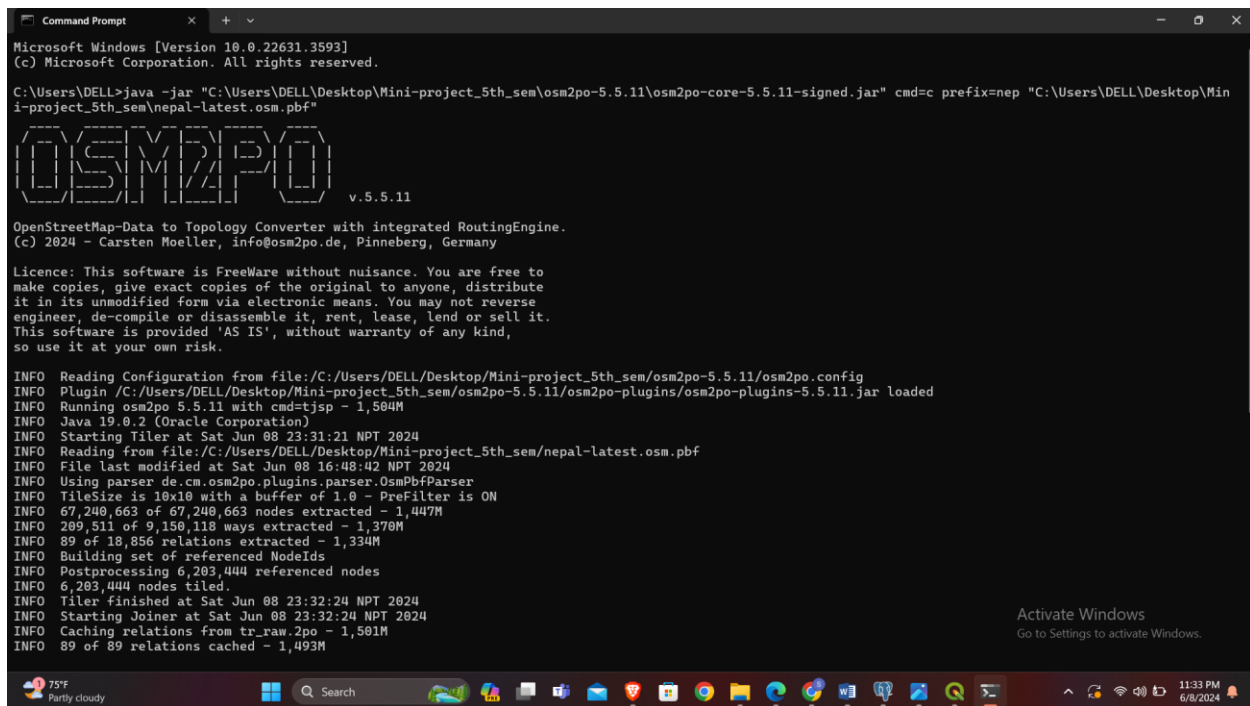 Command Prompt
Microsoft Windows [Version 10.0.22631.3593]
(c) Microsoft Corporation. All rights reserved.
C:\Users\DELL>java -jar "C:\Users\DELL\Desktop\Mini-project_5th_sem\osm2po-5.5.11\osm2po-core-5.5.11-signed.jar" cmd=c prefix=nep "C:\Users\DELL\Desktop\Min
i-project_5th_sem\nepal-latest.osm.pbf"
OSM2PO
v.5.5.11
OpenStreetMap-Data to Topology Converter with integrated RoutingEngine.
(c) 2024 - Carsten Moeller, info@osm2po.de, Pinneberg, Germany
Licence: This software is FreeWare without nuisance. You are free to
make copies, give exact copies of the original to anyone, distribute
it in its unmodified form via electronic means. You may not reverse
engineer, de-compile or disassemble it, rent, lease, lend or sell it.
This software is provided 'AS IS', without warranty of any kind,
so use it at your own risk.
INFO  Reading Configuration from file:/C:/Users/DELL/Desktop/Mini-project_5th_sem/osm2po-5.5.11/osm2po.config
INFO  Plugin /C:/Users/DELL/Desktop/Mini-project_5th_sem/osm2po-5.5.11/osm2po-plugins/osm2po-plugins-5.5.11.jar loaded
INFO  Running osm2po 5.5.11 with cmd=tjsp - 1,504M
INFO  Java 19.0.2 (Oracle Corporation)
INFO  Starting Tiler at Sat Jun 08 23:31:21 NPT 2024
INFO  Reading from file:/C:/Users/DELL/Desktop/Mini-project_5th_sem/nepal-latest.osm.pbf
INFO  File last modified at Sat Jun 08 16:48:42 NPT 2024
INFO  Using parser de.cm.osm2po.plugins.parser.OsmPbfParser
INFO  TileSize is 10x10 with a buffer of 1.0 - PreFilter is ON
INFO  67,240,663 of 67,240,663 nodes extracted - 1,447M
INFO  209,511 of 9,150,118 ways extracted - 1,370M
INFO  89 of 18,856 relations extracted - 1,334M
INFO  Building set of referenced NodeIds
INFO  Postprocessing 6,203,444 referenced nodes
INFO  6,203,444 nodes tiled.
INFO  Tiler finished at Sat Jun 08 23:32:24 NPT 2024
INFO  Starting Joiner at Sat Jun 08 23:32:24 NPT 2024
INFO  Caching relations from tr_raw.2po - 1,501M
INFO  89 of 89 relations cached - 1,493M
Activate Windows
Go to Settings to activate Windows.
1
75°F
Partly cloudy
Search
11:33 PM
6/8/2024